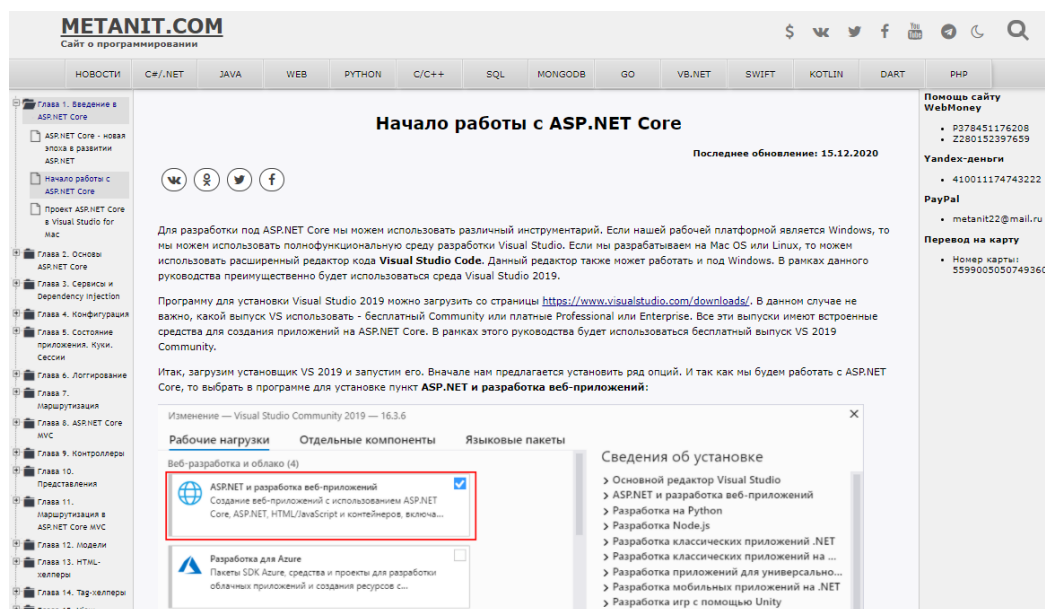 METANIT.COM
Сайт о программировании
НОВОСТИ C#/.NET JAVA WEB PYTHON C/C++ SQL MONGODB GO VB.NET SWIFT KOTLIN DART PHP
Глава 1. Введение в
ASP.NET Core
ASP.NET Core - новая
эпоха в развитии
ASP.NET
Начало работы с
ASP.NET Core
Проект ASP.NET Core
в Visual Studio for
Mac
Глава 2. Основы
ASP.NET Core
Глава 3. Сервисы и
Dependency Injection
Глава 4. Конфигурация
Глава 5. Состояние
приложения. Куки.
Сессии
Глава 6. Логгирование
Глава 7.
Маршрутизация
Глава 8. ASP.NET Core
MVC
Глава 9. Контроллеры
Глава 10.
Представления
Глава 11.
Маршрутизация в
ASP.NET Core MVC
Глава 12. Модели
Глава 13. HTML-
хелперы
Глава 14. Tag-хелперы
Начало работы с ASP.NET Core
Последнее обновление: 15.12.2020
Для разработки под ASP.NET Core мы можем использовать различный инструментарий. Если нашей рабочей платформой является Windows, то
мы можем использовать полнофункциональную среду разработки Visual Studio. Если мы разрабатываем на Mac OS или Linux, то можем
использовать расширенный редактор кода Visual Studio Code. Данный редактор также может работать и под Windows. В рамках данного
руководства преимущественно будет использоваться среда Visual Studio 2019.
Программу для установки Visual Studio 2019 можно загрузить со страницы https://www.visualstudio.com/downloads/. В данном случае не
важно, какой выпуск VS использовать - бесплатный Community или платные Professional или Enterprise. Все эти выпуски имеют встроенные
средства для создания приложений на ASP.NET Core. В рамках этого руководства будет использоваться бесплатный выпуск VS 2019
Community.
Итак, загрузим установщик VS 2019 и запустим его. Вначале нам предлагается установить ряд опций. И так как мы будем работать с ASP.NET
Core, то выбрать в программе для установке пункт ASP.NET и разработка веб-приложений:
Изменение — Visual Studio Community 2019 — 16.3.6
Рабочие нагрузки Отдельные компоненты Языковые пакеты
Веб-разработка и облако (4)
ASP.NET и разработка веб-приложений
Создание веб-приложений с использованием ASP.NET
Core, ASP.NET, HTML/JavaScript и контейнеров, включа...
Разработка для Azure
Пакеты SDK Azure, средства и проекты для разработки
облачных приложений и создания ресурсов с...
Сведения об установке
Основной редактор Visual Studio
ASP.NET и разработка веб-приложений
Разработка на Python
Разработка Node.js
Разработка классических приложений .NET
Разработка классических приложений на ...
Разработка приложений для универсально...
Разработка мобильных приложений на .NET
Разработка игр с помощью Unity
Помощь сайту
WebMoney
P378451176208
Z280152397659
Yandex-деньги
410011174743222
PayPal
metanit22@mail.ru
Перевод на карту
Номер карты:
5599005050749360